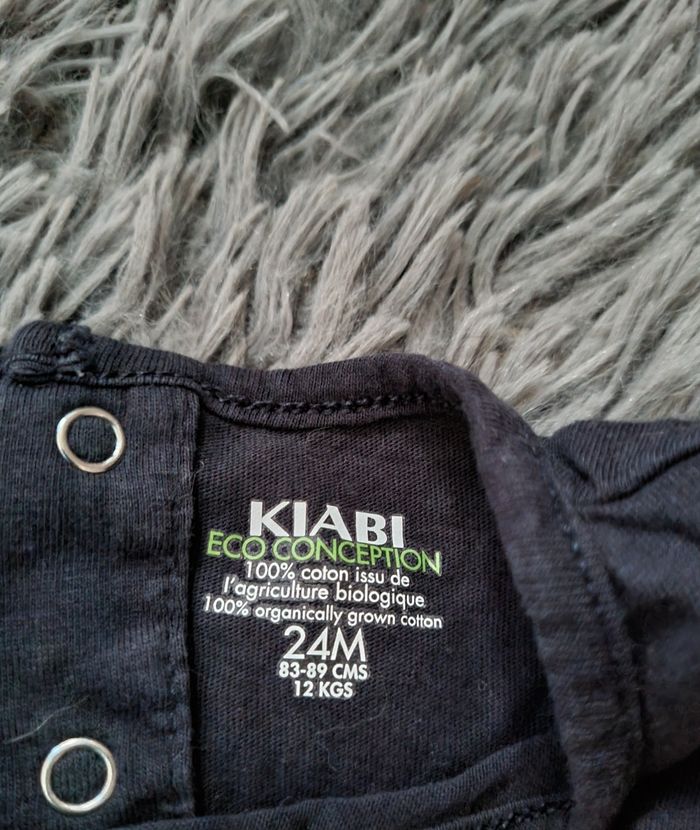 KIABI
ECO CONCEPTION
100% coton issu de
l'agriculture biologique
100% organically grown cotton
24M
83-89 CMS
12 KGS